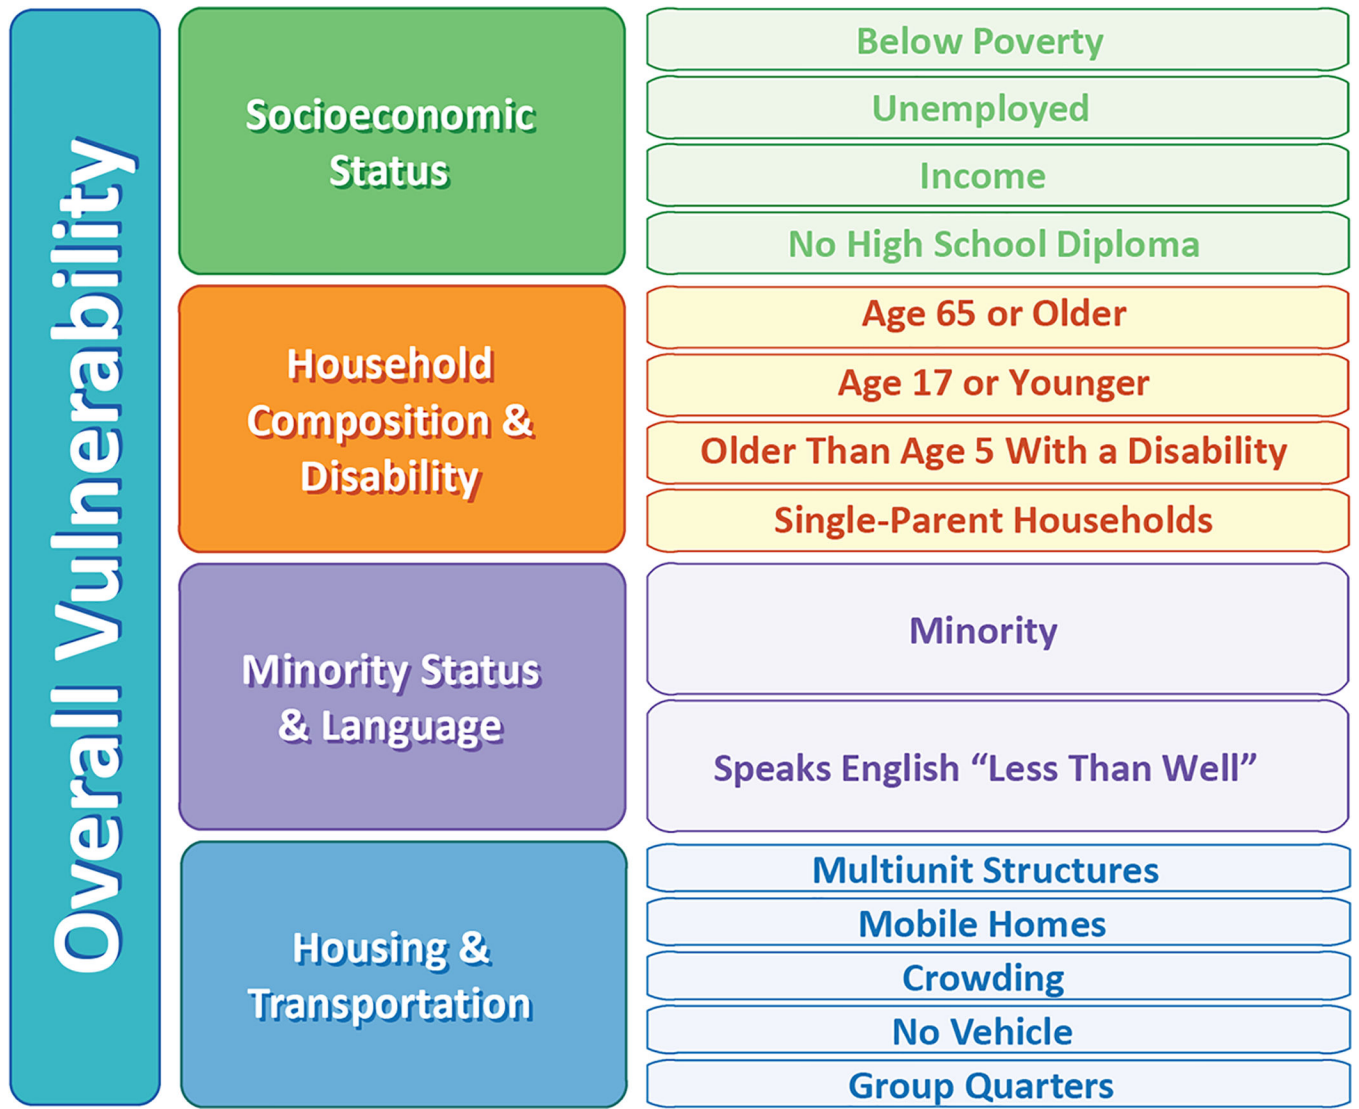 Overall Vulnerability
Socioeconomic
Status
Below Poverty
Unemployed
Income
No High School Diploma
Household
Composition &
Disability
Age 65 or Older
Age 17 or Younger
Older Than Age 5 With a Disability
Single-Parent Households
Minority Status
& Language
Minority
Speaks English “Less Than Well”
Housing &
Transportation
Multiunit Structures
Mobile Homes
Crowding
No Vehicle
Group Quarters